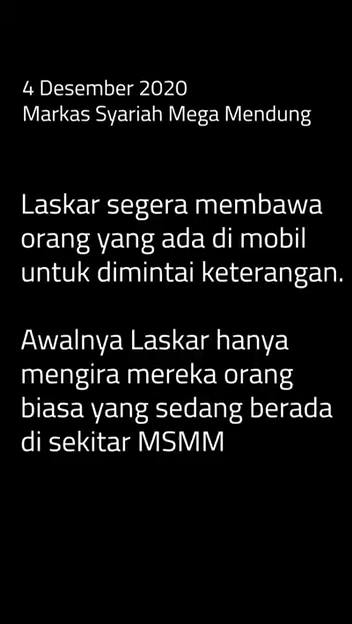 4 Desember 2020
Markas Syariah Mega Mendung
Laskar segera membawa
orang yang ada di mobil
untuk dimintai keterangan.
Awalnya Laskar hanya
mengira mereka orang
biasa yang sedang berada
di sekitar MSMM